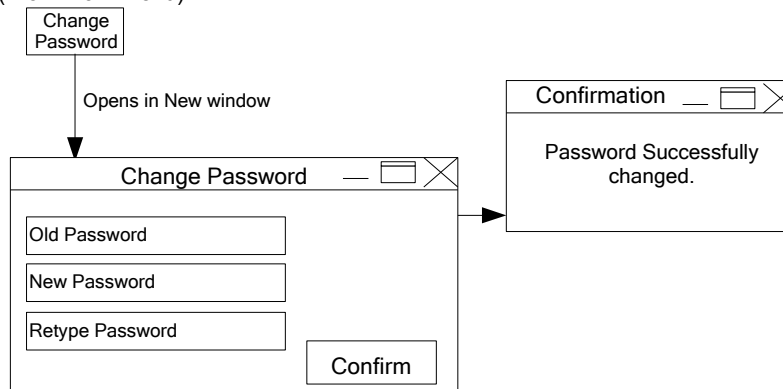 Change
Password
Opens in New window
Change Password
Old Password
New Password
Retype Password
Confirm
Confirmation
Password Successfully
changed.